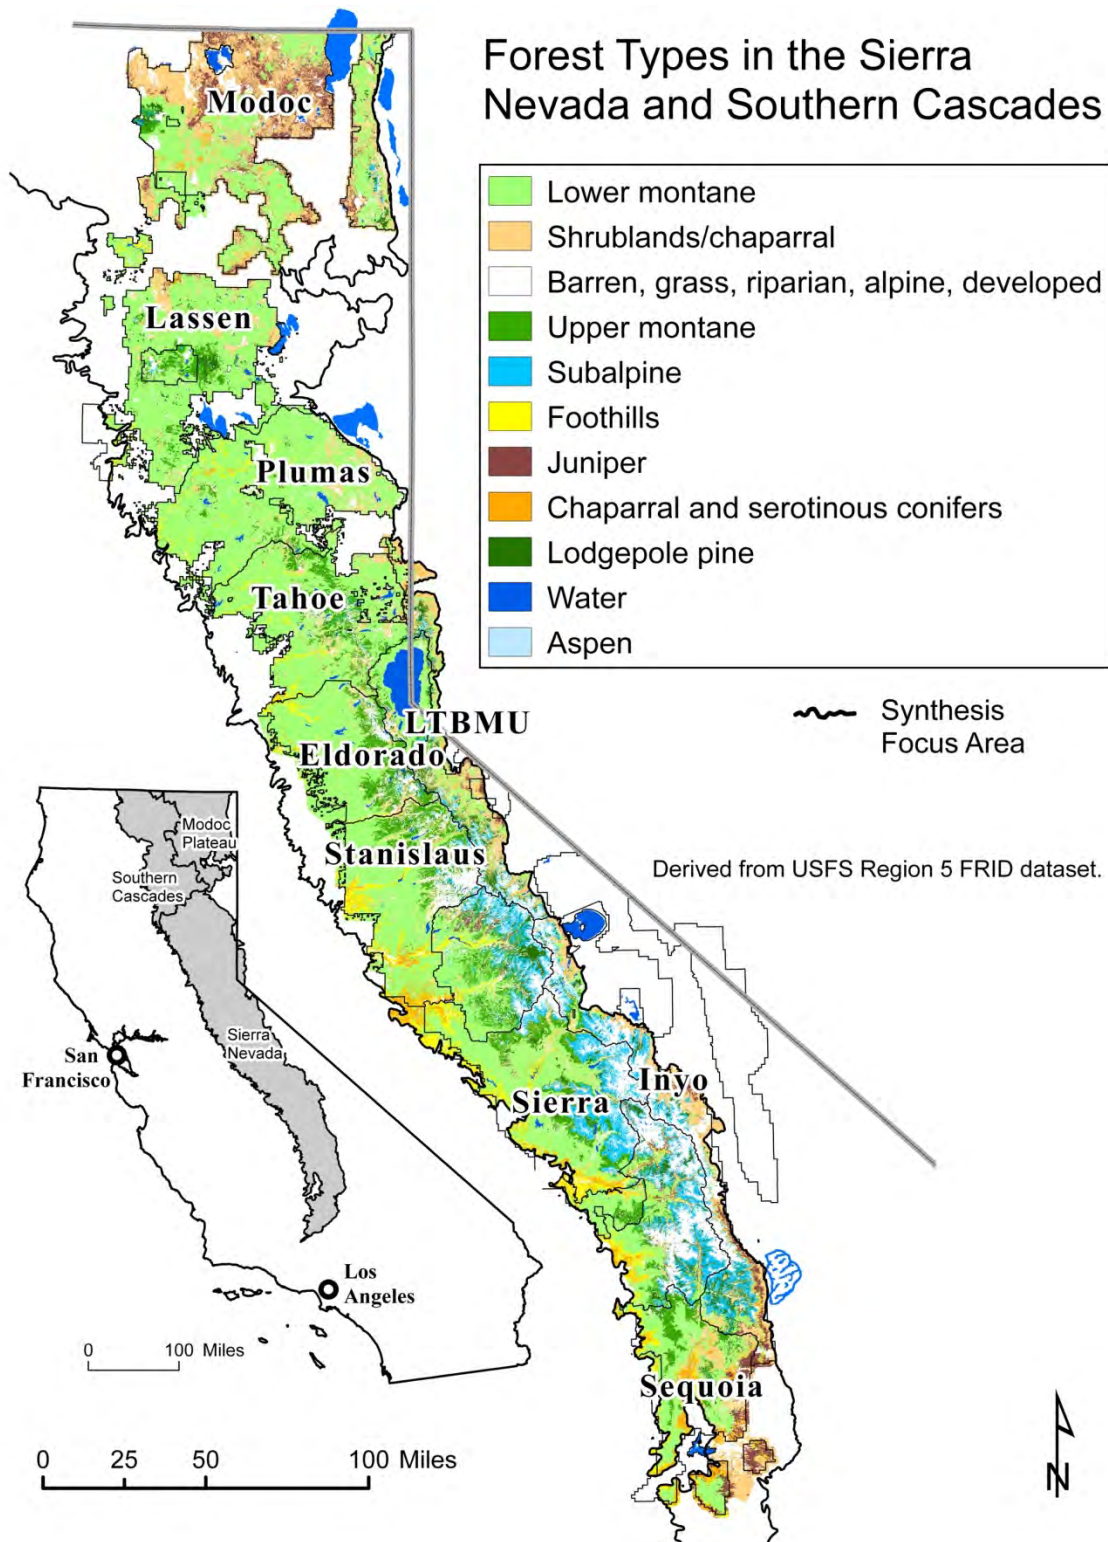 Forest Types in the Sierra
Nevada and Southern Cascades
Lower montane
Shrublands/chaparral
Barren, grass, riparian, alpine, developed
Upper montane
Subalpine
Foothills
Juniper
Chaparral and serotinous conifers
Lodgepole pine
Water
Aspen
Synthesis
Focus Area
Derived from USFS Region 5 FRID dataset.
Modoc
Lassen
Plumas
Tahoe
LTBMU
Eldorado
Stanislaus
Inyo
Sierra
Sequoia
Modoc
Plateau
Southern
Cascades
Sierra
Nevada
San
Francisco
Los
Angeles
0 100 Miles
0 25 50 100 Miles
N